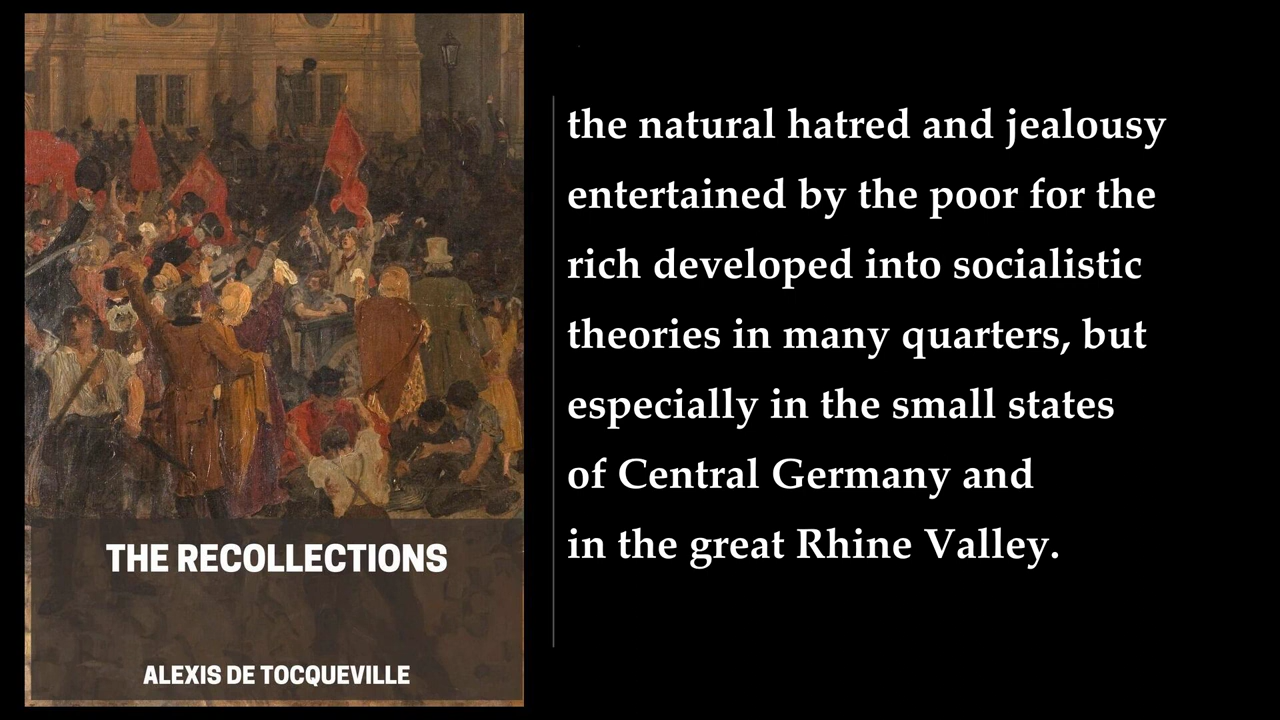 THE RECOLLECTIONS
ALEXIS DE TOCQUEVILLE
the natural hatred and jealousy
entertained by the poor for the
rich developed into socialistic
theories in many quarters, but
especially in the small states
of Central Germany and
in the great Rhine Valley.